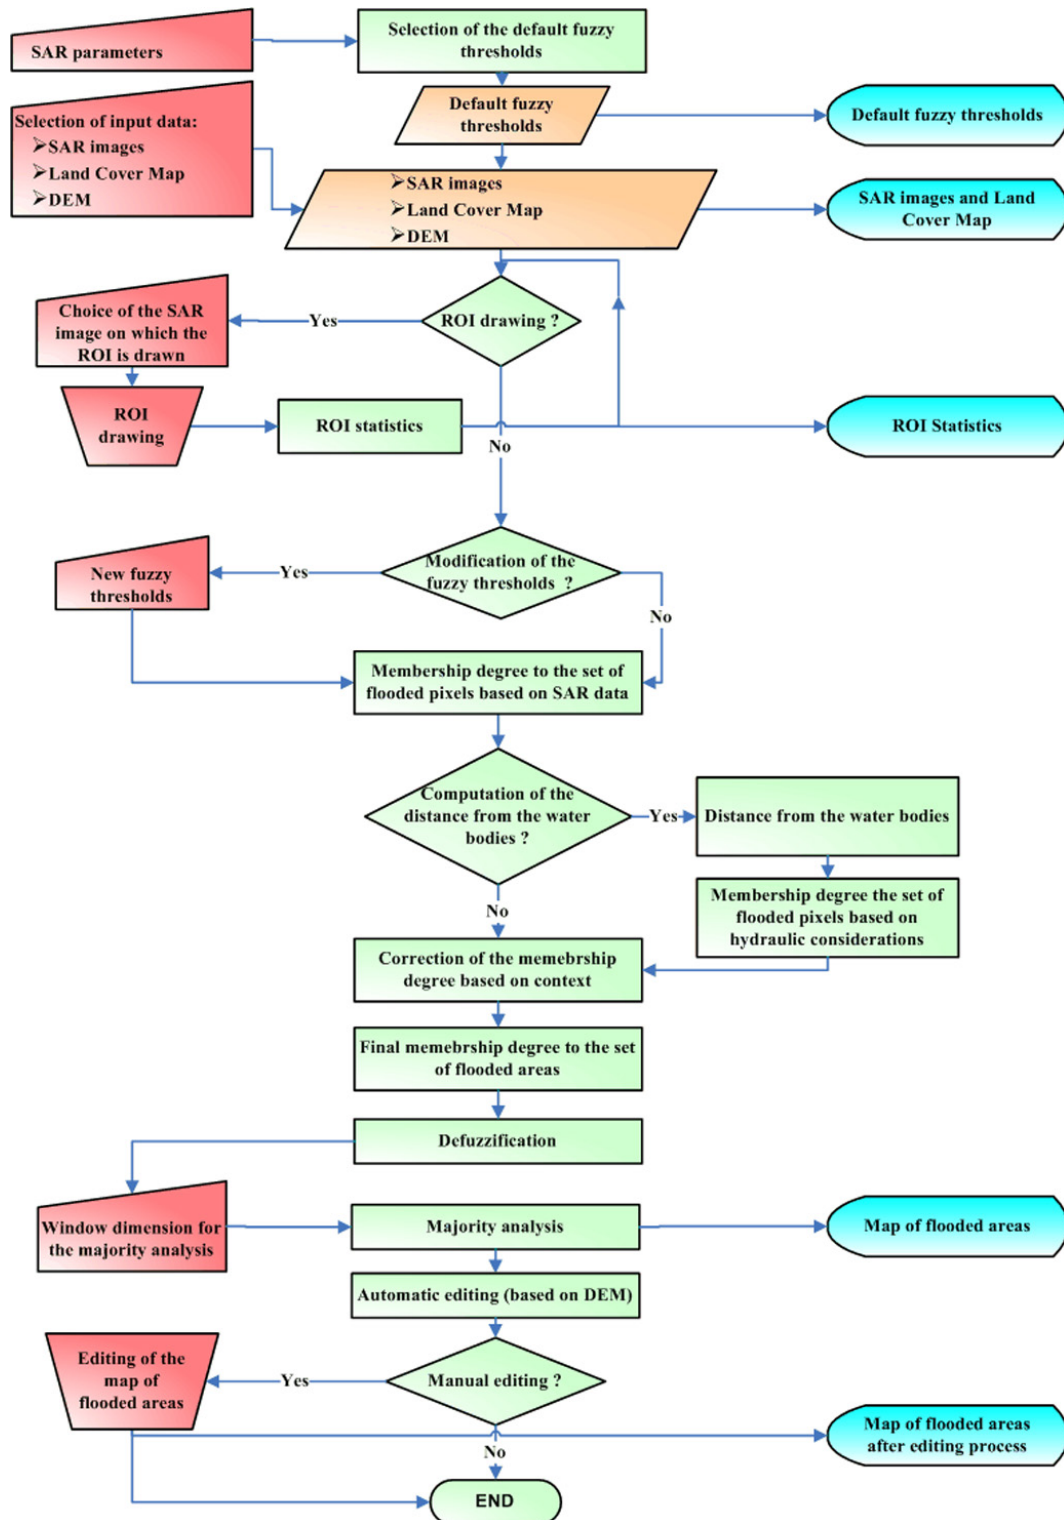 SAR parameters
Selection of the default fuzzy
thresholds
Default fuzzy
thresholds
Default fuzzy thresholds
Selection of input data:
➢SAR images
➢Land Cover Map
➢DEM
➢SAR images
➢Land Cover Map
➢DEM
SAR images and Land
Cover Map
ROI drawing ?
Yes
Choice of the SAR
image on which the
ROI is drawn
ROI
drawing
ROI statistics
ROI Statistics
No
Modification of the
fuzzy thresholds ?
Yes
New fuzzy
thresholds
No
Membership degree to the set of
flooded pixels based on SAR data
Computation of the
distance from the water
bodies ?
Yes
Distance from the water bodies
Membership degree the set of
flooded pixels based on
hydraulic considerations
No
Correction of the memebrship
degree based on context
Final memebrship degree to the set
of flooded areas
Defuzzification
Window dimension for
the majority analysis
Majority analysis
Map of flooded areas
Automatic editing (based on DEM)
Manual editing ?
Yes
Editing of the
map of
flooded areas
Map of flooded areas
after editing process
No
END